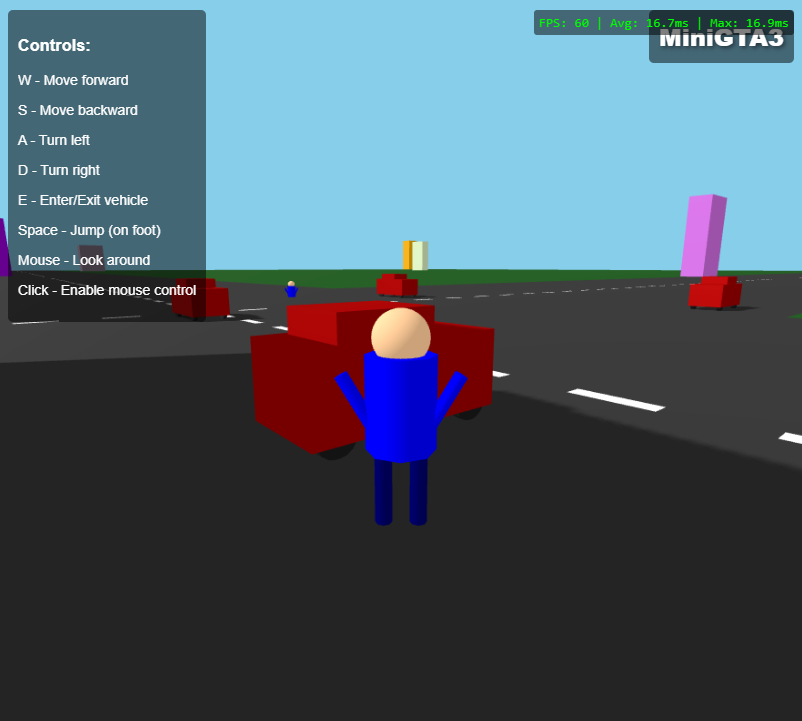 Controls:
W - Move forward
S - Move backward
A - Turn left
D - Turn right
E - Enter/Exit vehicle
Space - Jump (on foot)
Mouse - Look around
Click - Enable mouse control
FPS: 60 | Avg: 16.7ms | Max: 16.9ms
MiniGTA3